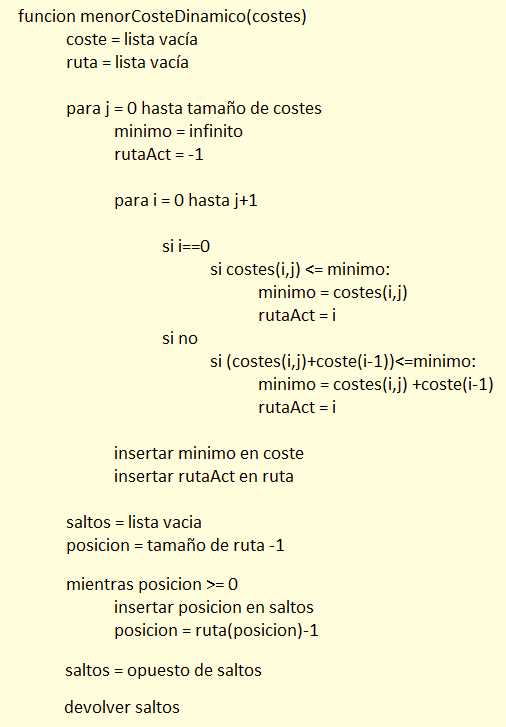 funcion menorCosteDinamico(costes)
coste = lista vacía
ruta = lista vacía
para j = 0 hasta tamaño de costes
minimo = infinito
rutaAct = -1
para i = 0 hasta j+1
si i==0
si costes(i,j) <= minimo:
minimo = costes(i,j)
rutaAct = i
si no
si (costes(i,j)+coste(i-1))<=minimo:
minimo = costes(i,j) +coste(i-1)
rutaAct = i
insertar minimo en coste
insertar rutaAct en ruta
saltos = lista vacia
posicion = tamaño de ruta -1
mientras posicion >= 0
insertar posicion en saltos
posicion = ruta(posicion)-1
saltos = opuesto de saltos
devolver saltos